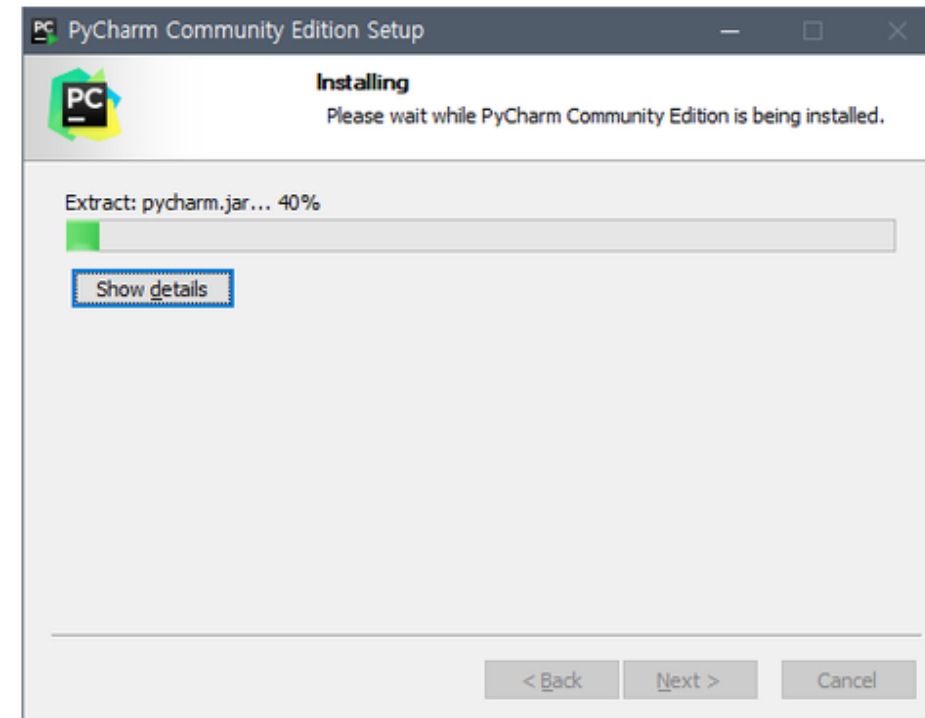 PC PyCharm Community Edition Setup
Installing
PC
Please wait while PyCharm Community Edition is being installed.
Extract: pycharm.jar... 40%
Show details
< Back
Next >
Cancel